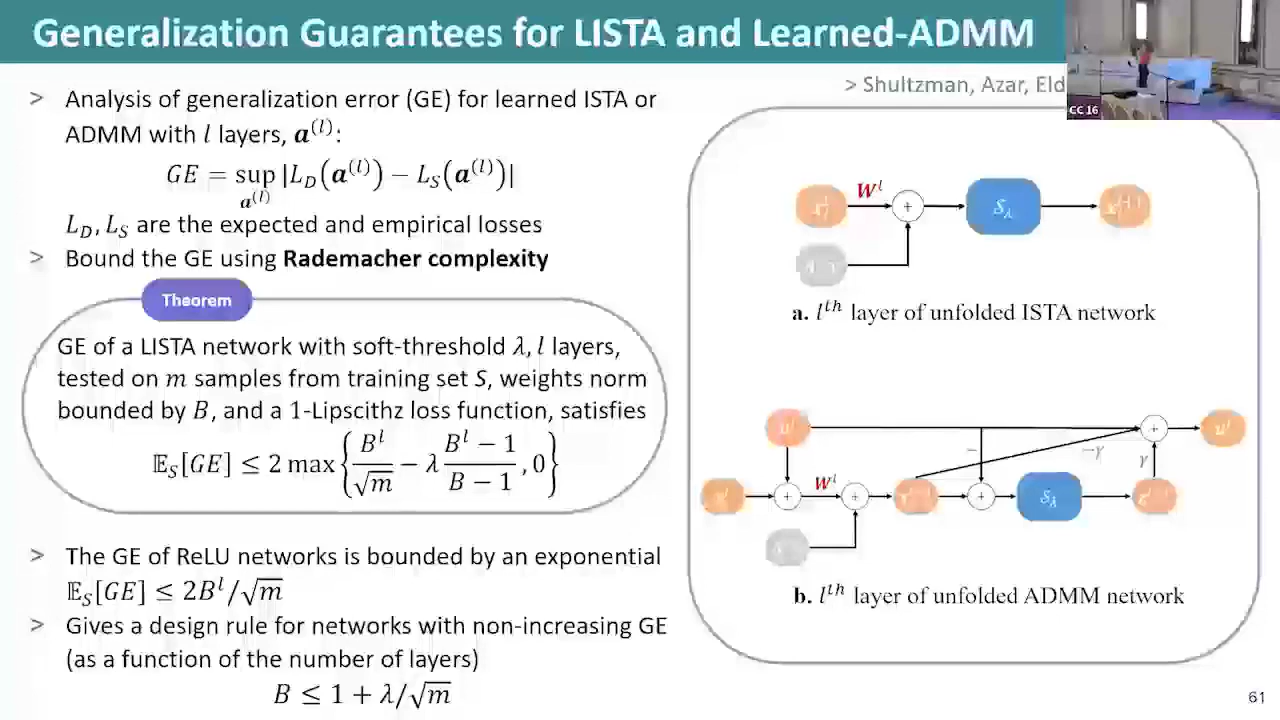 Generalization Guarantees for LISTA and Learned-ADMM
> Shultzman, Azar, Eld
CC 16
> Analysis of generalization error (GE) for learned ISTA or
ADMM with l layers, a^(l):
GE = sup_{a^(l)} |L_D(a^(l)) − L_S(a^(l))|
L_D, L_S are the expected and empirical losses
> Bound the GE using Rademacher complexity
Theorem
GE of a LISTA network with soft-threshold λ, l layers,
tested on m samples from training set S, weights norm
bounded by B, and a 1-Lipscithz loss function, satisfies
𝔼_S[GE] ≤ 2 max{B^l/√m − λ (B^l − 1)/(B − 1), 0}
> The GE of ReLU networks is bounded by an exponential
𝔼_S[GE] ≤ 2B^l/√m
> Gives a design rule for networks with non-increasing GE
(as a function of the number of layers)
B ≤ 1 + λ/√m
W^l
+
S_λ
a. l^th layer of unfolded ISTA network
+
−
−γ
γ
+
W^l
+
+
S_λ
b. l^th layer of unfolded ADMM network
61